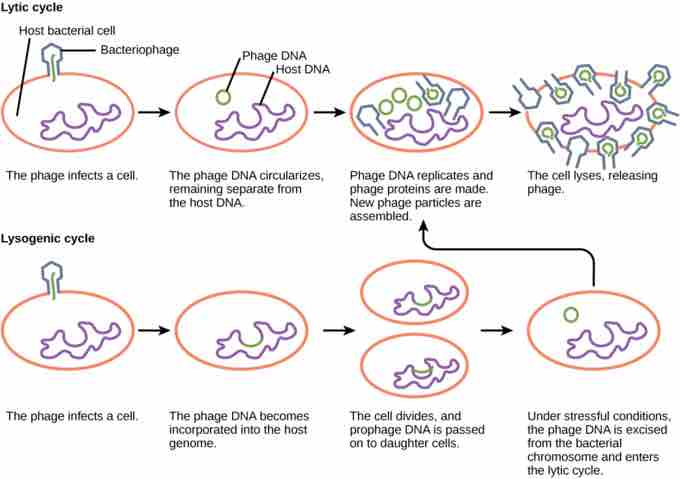 Lytic cycle
Host bacterial cell
Bacteriophage
Phage DNA
Host DNA
The phage infects a cell.
The phage DNA circularizes,
remaining separate from
the host DNA.
Phage DNA replicates and
phage proteins are made.
New phage particles are
assembled.
The cell lyses, releasing
phage.
Lysogenic cycle
The phage infects a cell.
The phage DNA becomes
incorporated into the host
genome.
The cell divides, and
prophage DNA is passed
on to daughter cells.
Under stressful conditions,
the phage DNA is excised
from the bacterial
chromosome and enters
the lytic cycle.